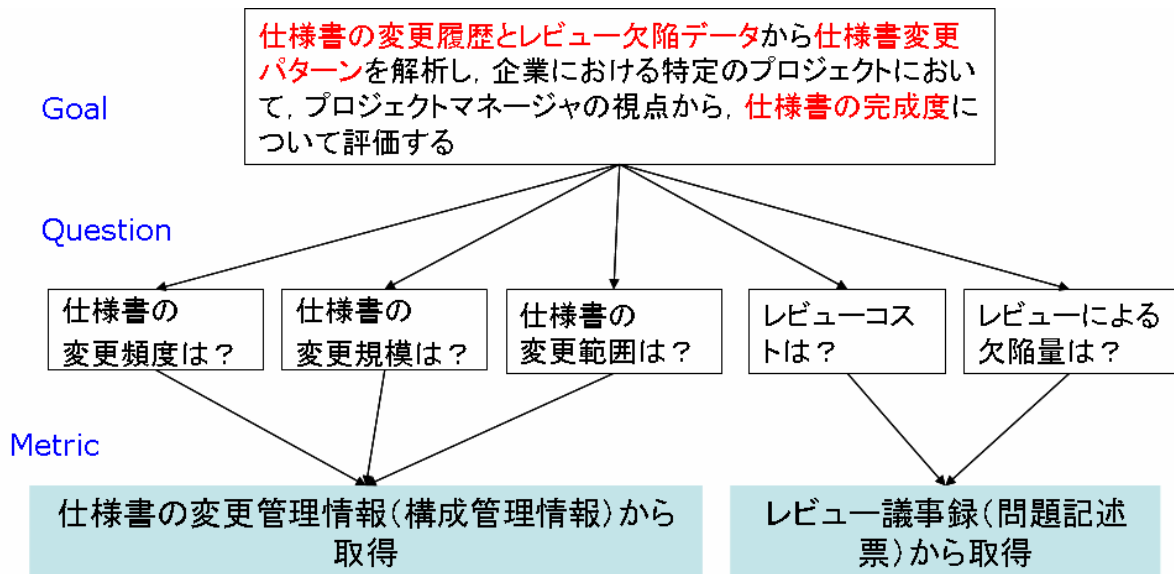 仕様書の変更履歴とレビュー欠陥データから仕様書変更
パターンを解析し，企業における特定のプロジェクトにおい
て，プロジェクトマネージャの視点から，仕様書の完成度に
ついて評価する
Goal
Question
仕様書の
変更頻度は？
仕様書の
変更規模は？
仕様書の
変更範囲は？
レビューコス
トは？
レビューによる
欠陥量は？
Metric
仕様書の変更管理情報（構成管理情報）から
取得
レビュー議事録（問題記述
票）から取得